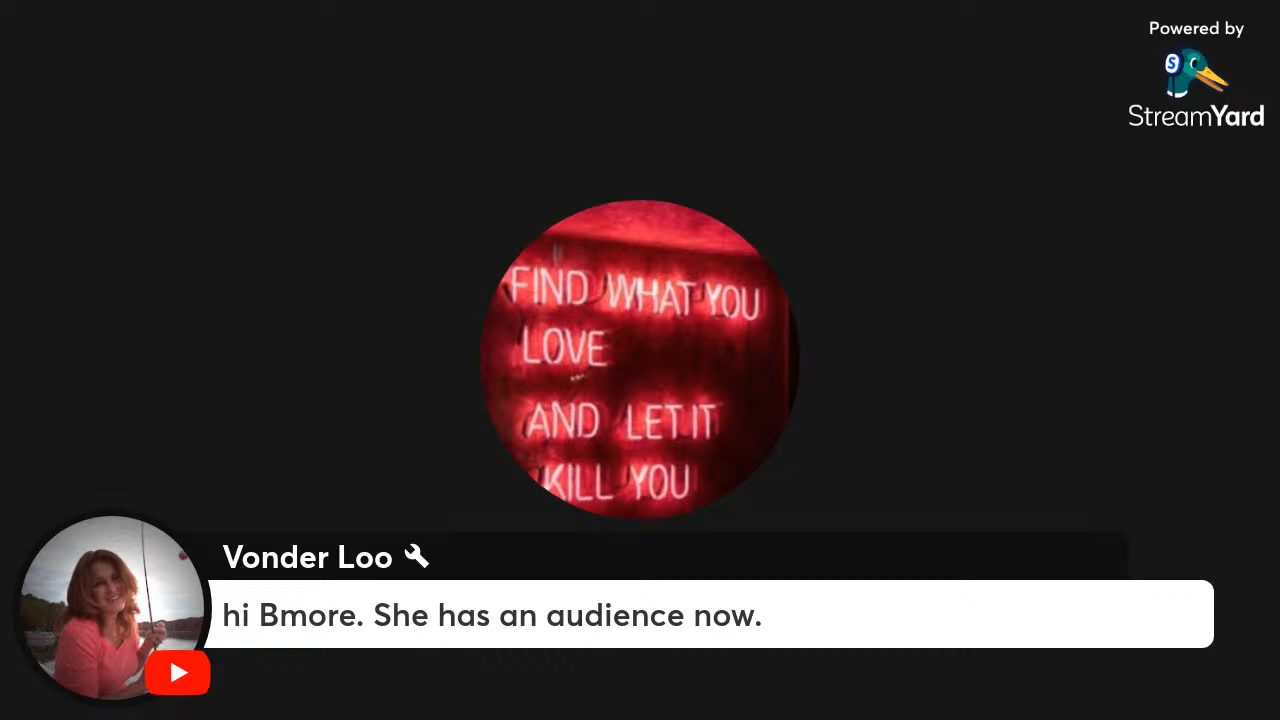 Powered by
S
StreamYard
FIND WHAT YOU
LOVE
AND LET IT
KILL YOU
Vonder Loo
hi Bmore. She has an audience now.